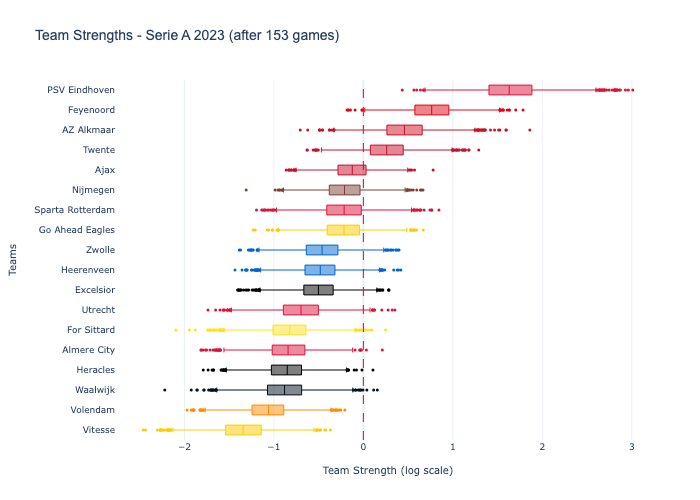 Team Strengths - Serie A 2023 (after 153 games)
PSV Eindhoven
Feyenoord
AZ Alkmaar
Twente
Ajax
Nijmegen
Sparta Rotterdam
Go Ahead Eagles
Zwolle
Heerenveen
Excelsior
Utrecht
For Sittard
Almere City
Heracles
Waalwijk
Volendam
Vitesse
Teams
−2 −1 0 1 2 3
Team Strength (log scale)